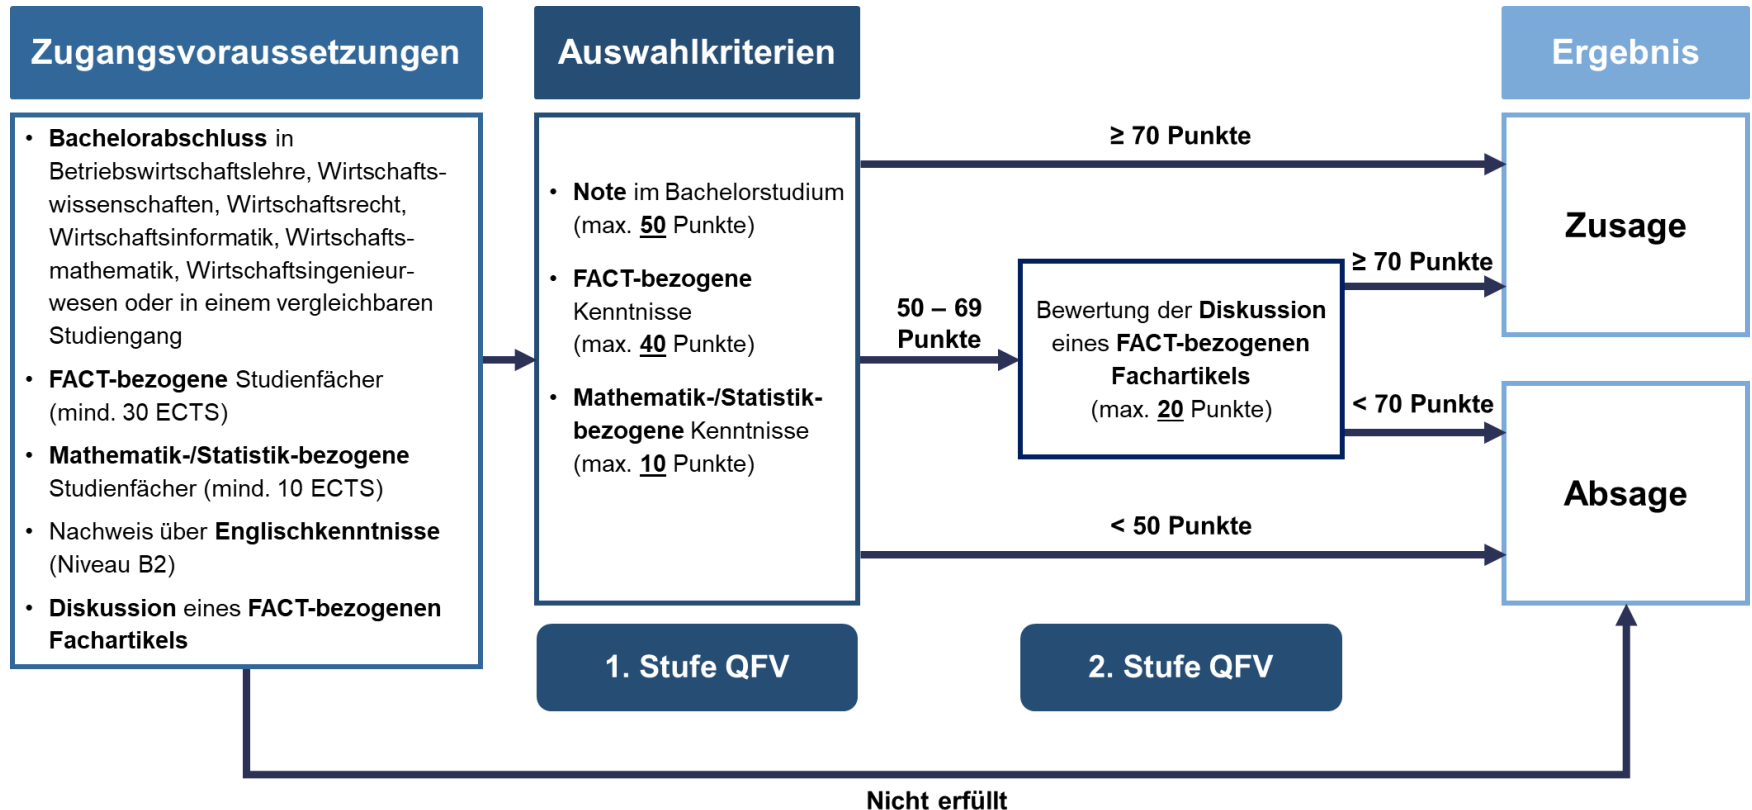 Zugangsvoraussetzungen
• Bachelorabschluss in
Betriebswirtschaftslehre, Wirtschafts-
wissenschaften, Wirtschaftsrecht,
Wirtschaftsinformatik, Wirtschafts-
mathematik, Wirtschaftsingenieur-
wesen oder in einem vergleichbaren
Studiengang
• FACT-bezogene Studienfächer
(mind. 30 ECTS)
• Mathematik-/Statistik-bezogene
Studienfächer (mind. 10 ECTS)
• Nachweis über Englischkenntnisse
(Niveau B2)
• Diskussion eines FACT-bezogenen
Fachartikels
Auswahlkriterien
• Note im Bachelorstudium
(max. 50 Punkte)
• FACT-bezogene
Kenntnisse
(max. 40 Punkte)
• Mathematik-/Statistik-
bezogene Kenntnisse
(max. 10 Punkte)
1. Stufe QFV
≥ 70 Punkte
50 – 69
Punkte
< 50 Punkte
Bewertung der Diskussion
eines FACT-bezogenen
Fachartikels
(max. 20 Punkte)
2. Stufe QFV
≥ 70 Punkte
< 70 Punkte
Ergebnis
Zusage
Absage
Nicht erfüllt